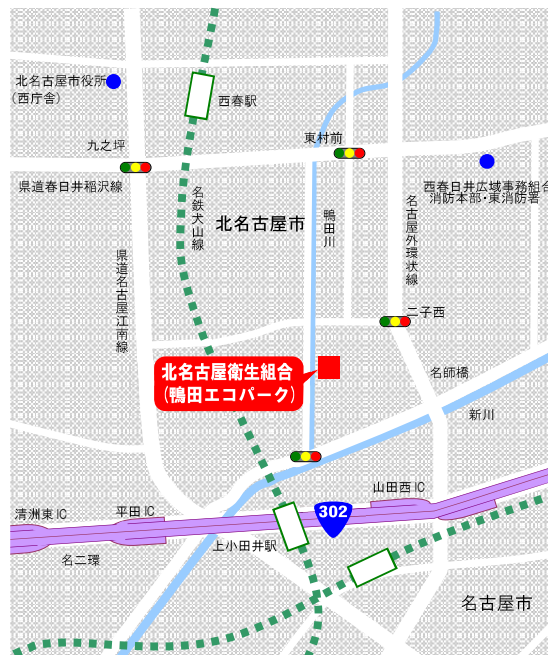 北名古屋市役所
(西庁舎)
西春駅
九之坪
東村前
県道春日井稲沢線
西春日井広域事務組合
消防本部・東消防署
名鉄犬山線
北名古屋市
鴨田川
名古屋外環状線
県道名古屋江南線
二子西
北名古屋衛生組合
(鴨田エコパーク)
名師橋
新川
山田西IC
302
清洲東IC
平田IC
上小田井駅
名二環
名古屋市